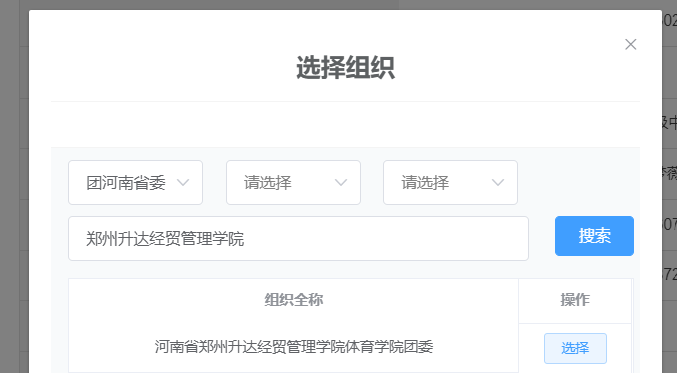 选择组织
团河南省委 请选择 请选择
郑州升达经贸管理学院 搜索
组织全称 操作
河南省郑州升达经贸管理学院体育学院团委 选择